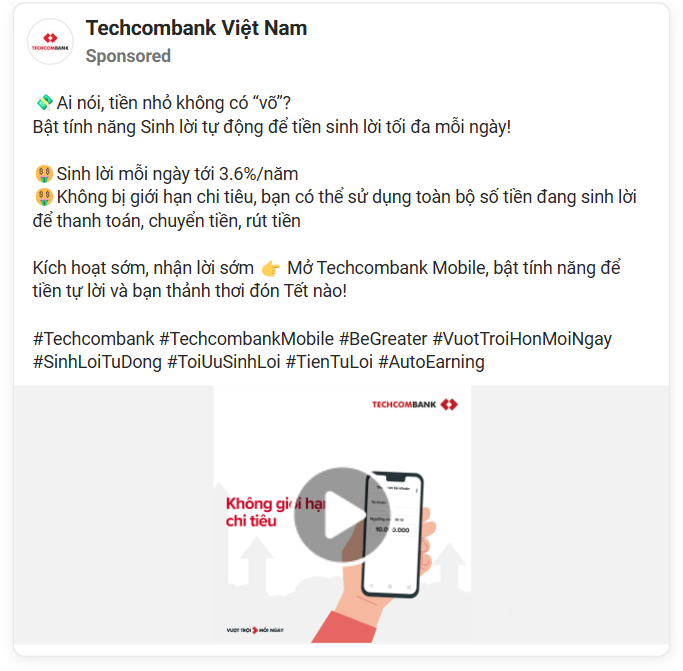 TECHCOMBANK
Techcombank Việt Nam
Sponsored
💸 Ai nói, tiền nhỏ không có “võ”?
Bật tính năng Sinh lời tự động để tiền sinh lời tối đa mỗi ngày!
🤑 Sinh lời mỗi ngày tới 3.6%/năm
🤑 Không bị giới hạn chi tiêu, bạn có thể sử dụng toàn bộ số tiền đang sinh lời
để thanh toán, chuyển tiền, rút tiền
Kích hoạt sớm, nhận lời sớm 👉 Mở Techcombank Mobile, bật tính năng để
tiền tự lời và bạn thảnh thơi đón Tết nào!
#Techcombank #TechcombankMobile #BeGreater #VuotTroiHonMoiNgay
#SinhLoiTuDong #ToiUuSinhLoi #TienTuLoi #AutoEarning
TECHCOMBANK
Không giới hạn
chi tiêu
VƯỢT TRỘI MỖI NGÀY